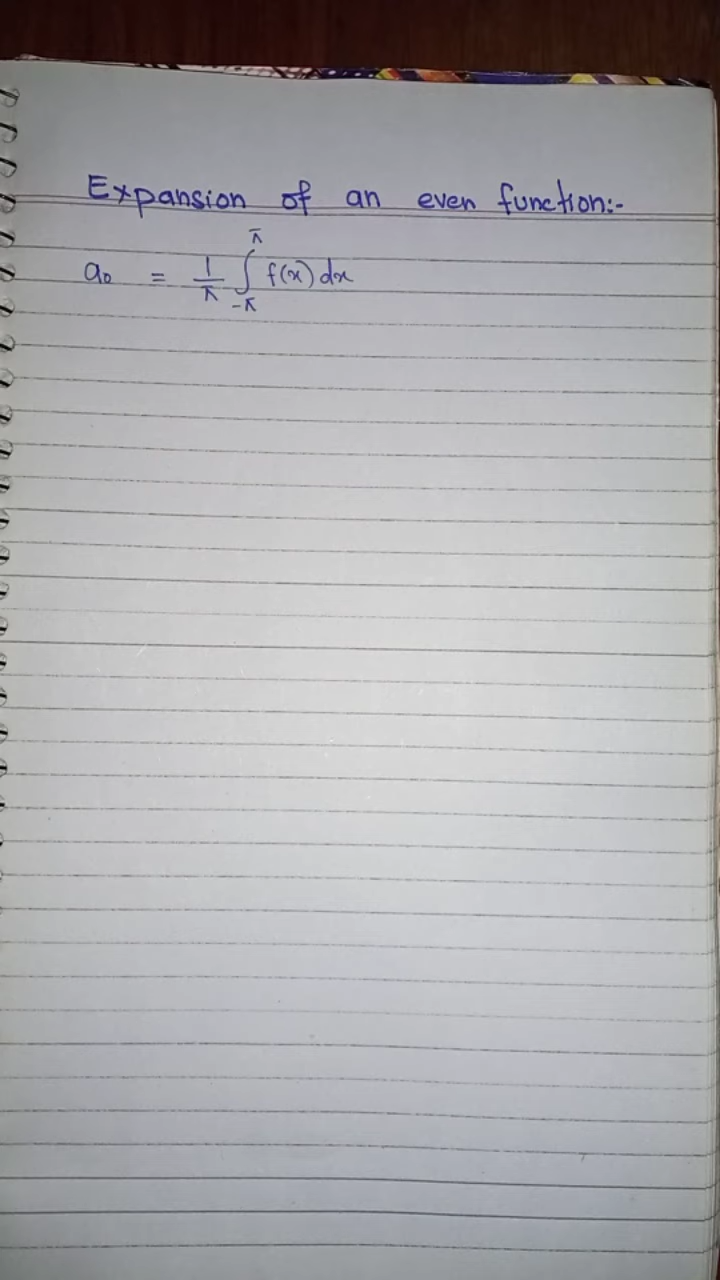 Expansion of an even function:-
a₀ = 1/π ∫_{-π}^{π} f(x) dx